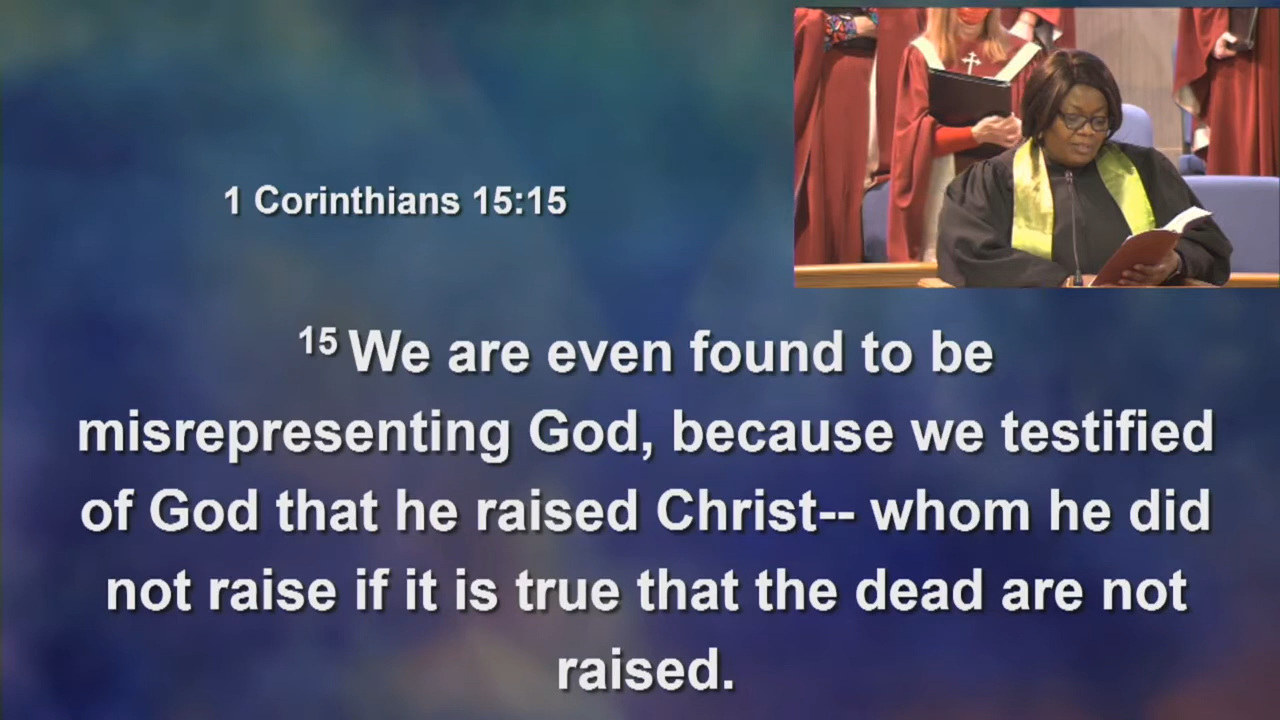 1 Corinthians 15:15
15 We are even found to be
misrepresenting God, because we testified
of God that he raised Christ-- whom he did
not raise if it is true that the dead are not
raised.